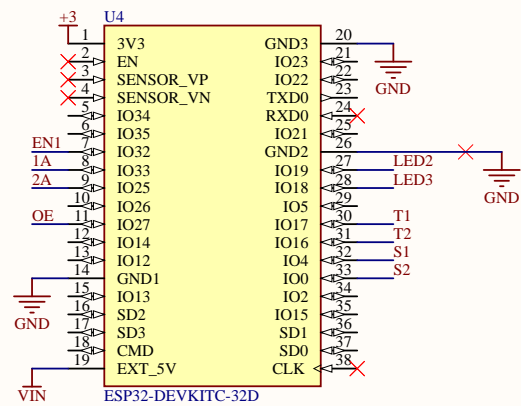 +3
U4
1 3V3 GND3 20
2 EN IO23 21
3 SENSOR_VP IO22 22
4 SENSOR_VN TXD0 23
5 IO34 RXD0 24
6 IO35 IO21 25
EN1 7 IO32 GND2 26
1A 8 IO33 IO19 27 LED2
2A 9 IO25 IO18 28 LED3
10 IO26 IO5 29
OE 11 IO27 IO17 30 T1
12 IO14 IO16 31 T2
13 IO12 IO4 32 S1
14 GND1 IO0 33 S2
15 IO13 IO2 34
16 SD2 IO15 35
17 SD3 SD1 36
18 CMD SD0 37
19 EXT_5V CLK 38
GND
GND
GND
VIN
ESP32-DEVKITC-32D